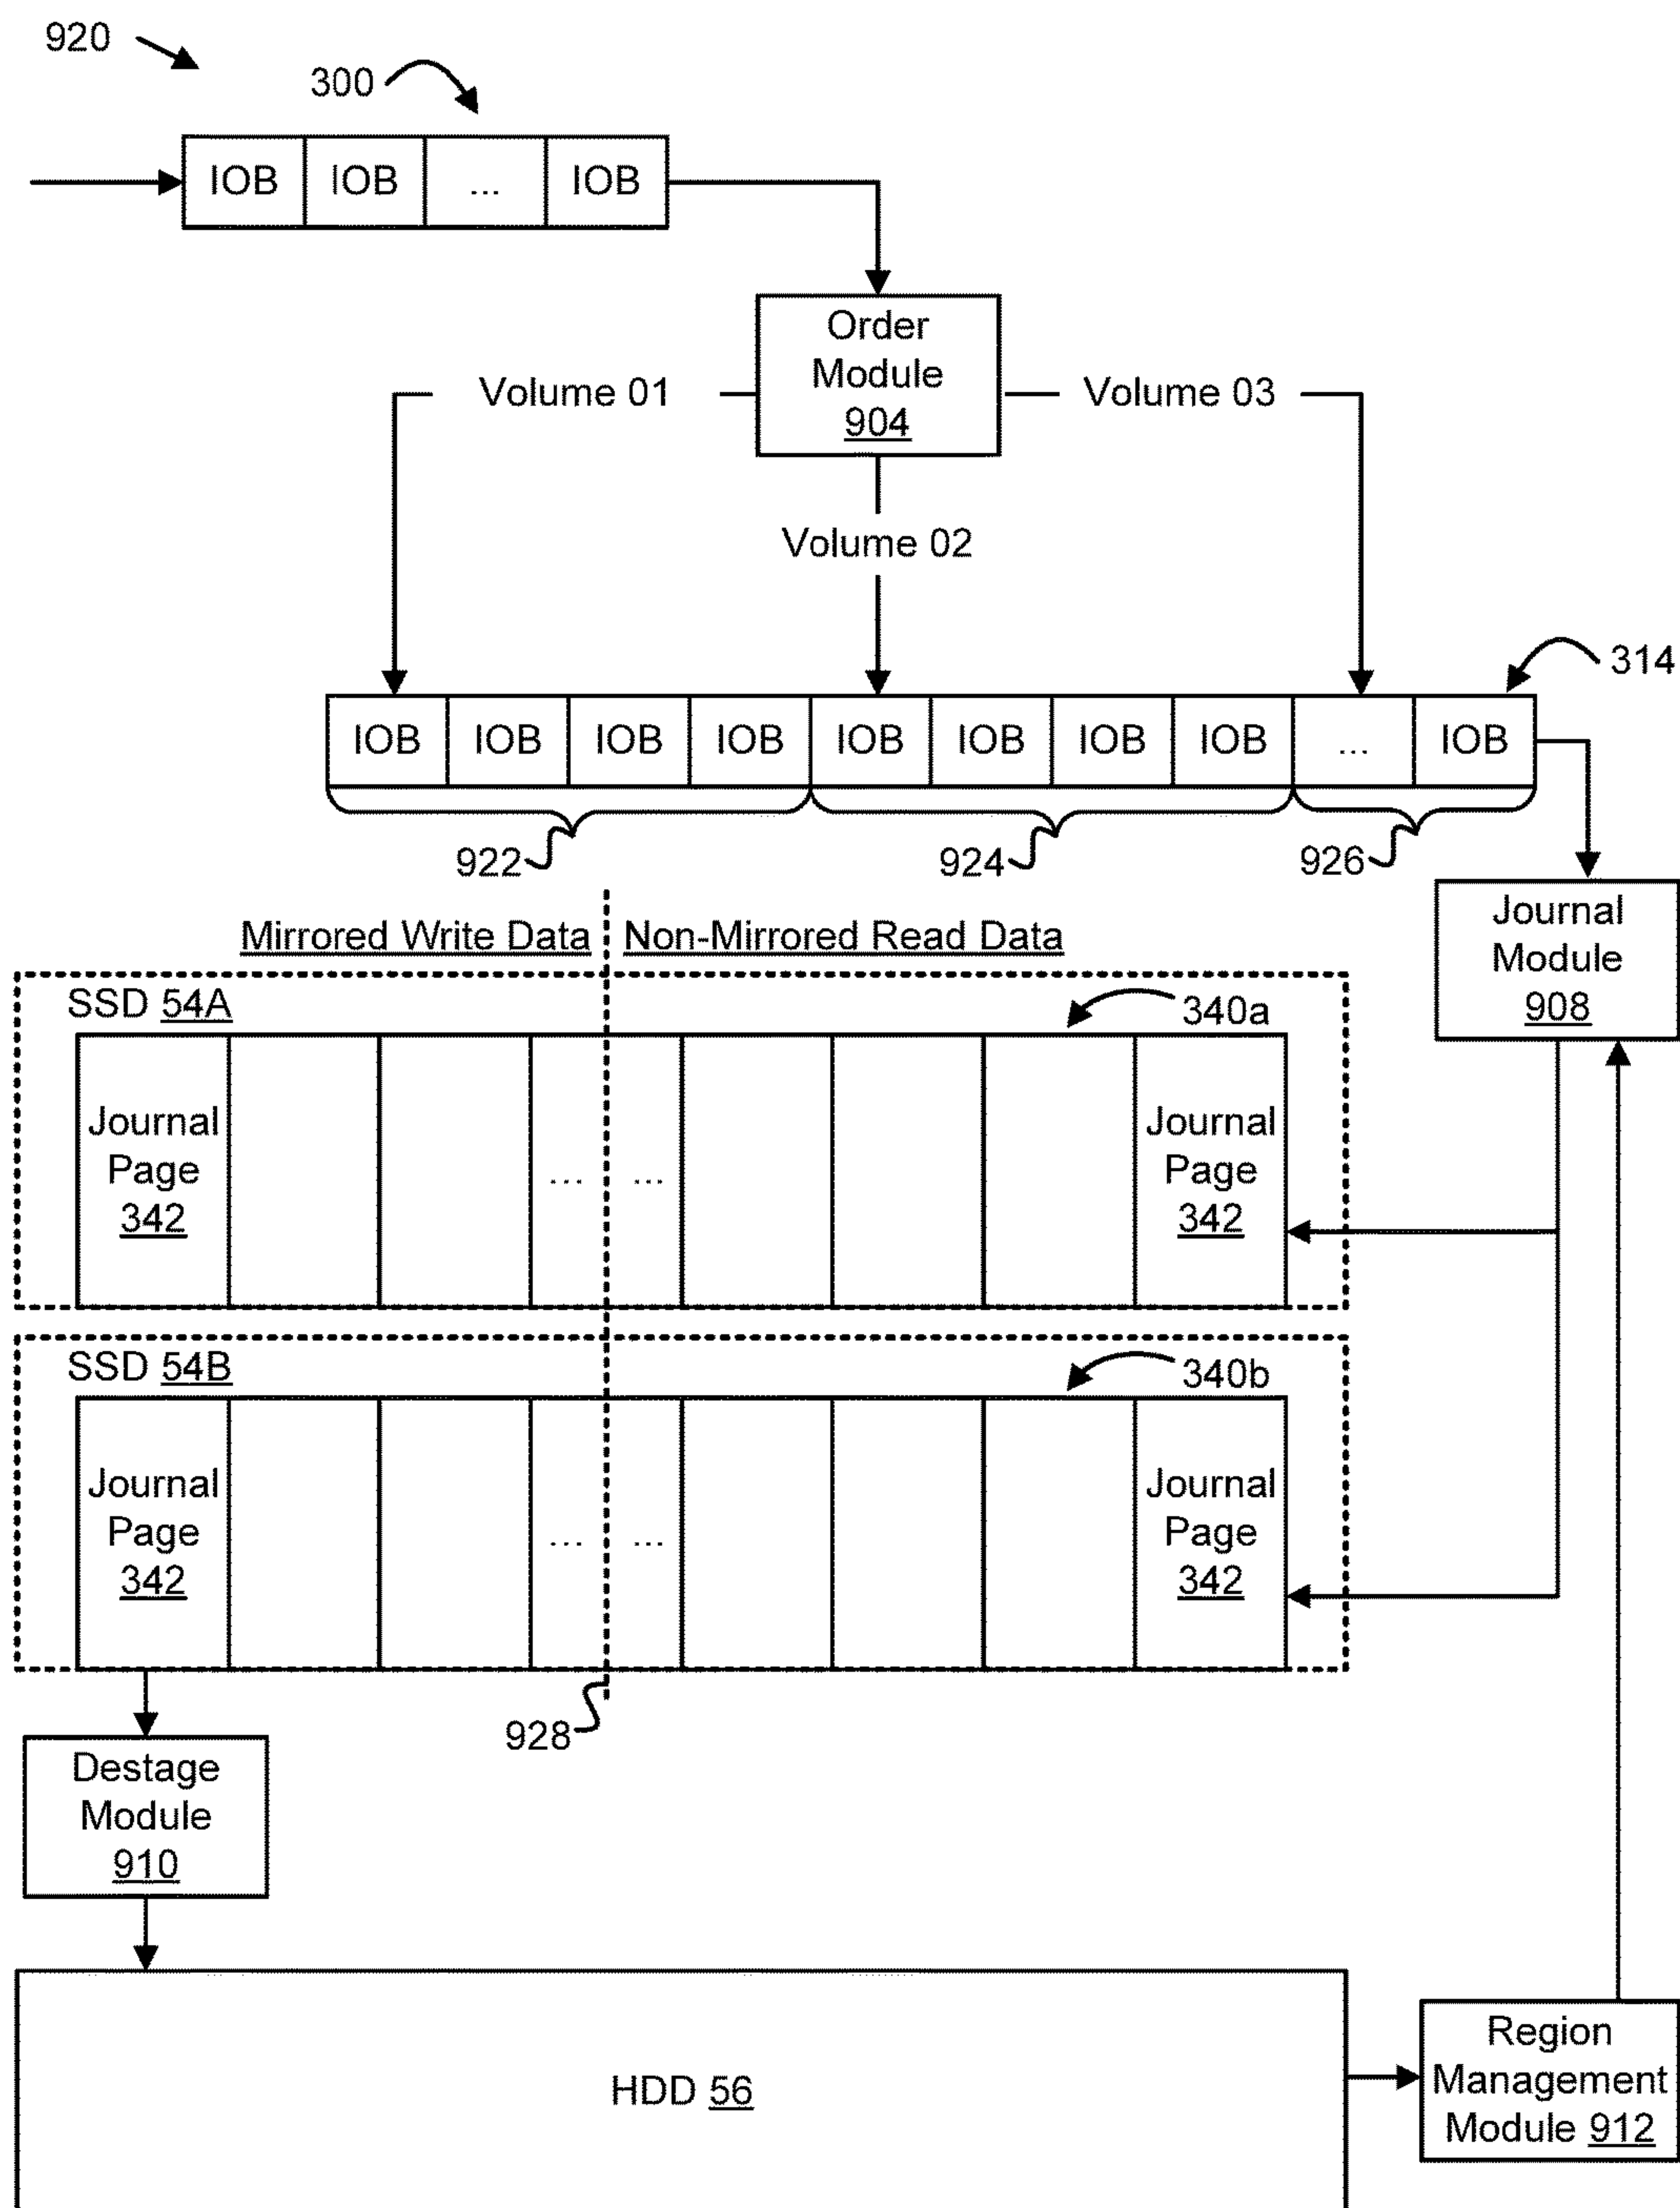 920
300
IOB IOB ... IOB
Order
Module
904
Volume 01
Volume 03
Volume 02
314
IOB IOB IOB IOB IOB IOB IOB IOB ... IOB
922
924
926
Mirrored Write Data
Non-Mirrored Read Data
Journal
Module
908
SSD 54A
340a
Journal
Page
342
... ...
Journal
Page
342
SSD 54B
340b
Journal
Page
342
... ...
Journal
Page
342
928
Destage
Module
910
HDD 56
Region
Management
Module 912